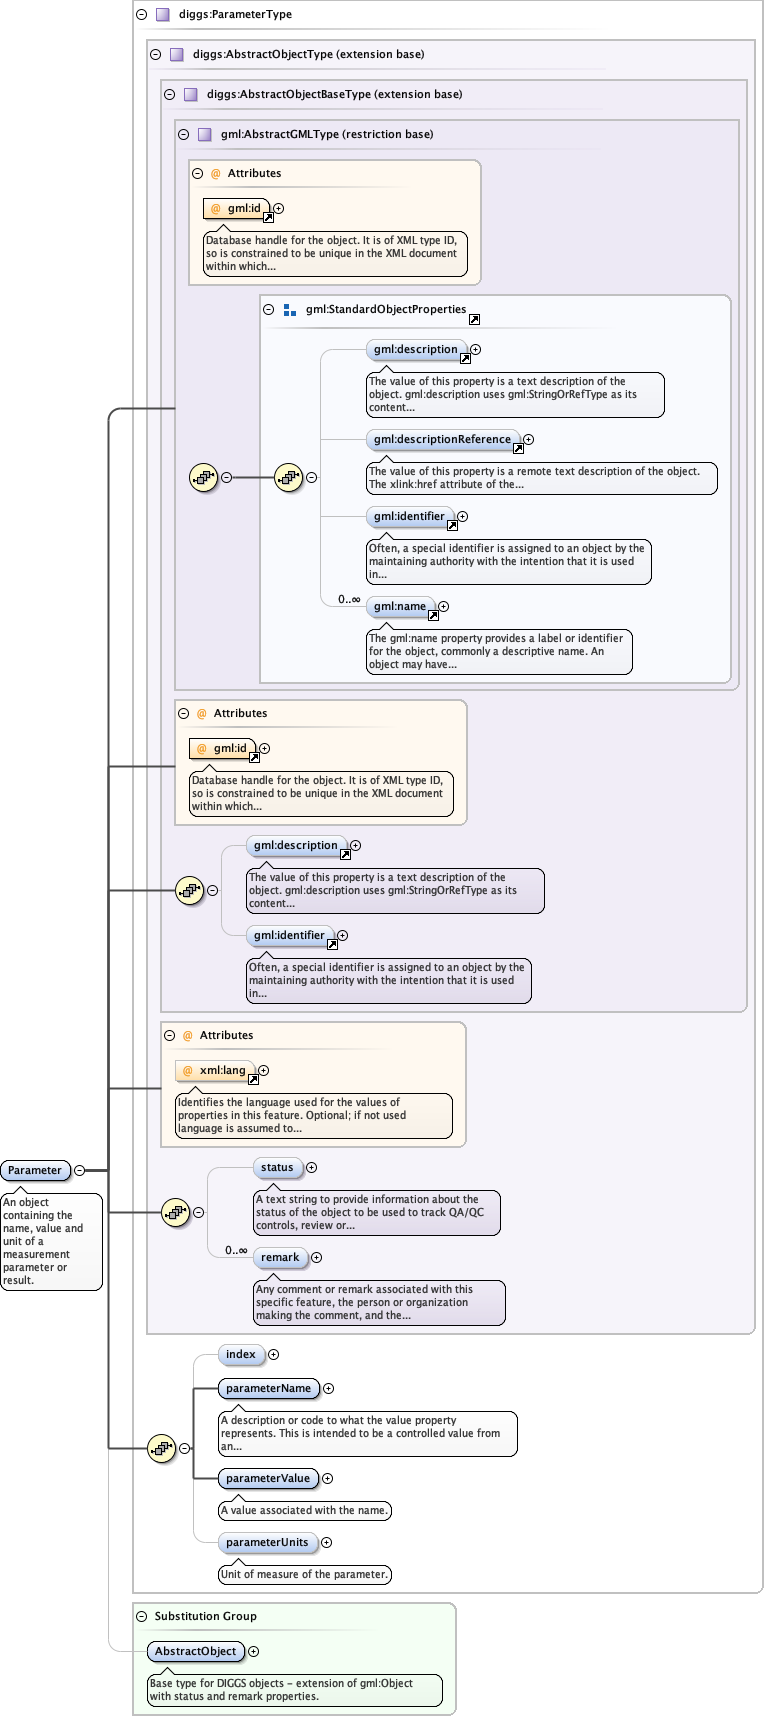 diggs:ParameterType
diggs:AbstractObjectType (extension base)
diggs:AbstractObjectBaseType (extension base)
gml:AbstractGMLType (restriction base)
@ Attributes
@ gml:id
Database handle for the object. It is of XML type ID,
so is constrained to be unique in the XML document
within which...
gml:StandardObjectProperties
gml:description
The value of this property is a text description of the
object. gml:description uses gml:StringOrRefType as its
content...
gml:descriptionReference
The value of this property is a remote text description of the object.
The xlink:href attribute of the...
gml:identifier
Often, a special identifier is assigned to an object by the
maintaining authority with the intention that it is used
in...
0..∞
gml:name
The gml:name property provides a label or identifier
for the object, commonly a descriptive name. An
object may have...
@ Attributes
@ gml:id
Database handle for the object. It is of XML type ID,
so is constrained to be unique in the XML document
within which...
gml:description
The value of this property is a text description of the
object. gml:description uses gml:StringOrRefType as its
content...
gml:identifier
Often, a special identifier is assigned to an object by the
maintaining authority with the intention that it is used
in...
@ Attributes
@ xml:lang
Identifies the language used for the values of
properties in this feature. Optional; if not used
language is assumed to...
Parameter
An object
containing the
name, value and
unit of a
measurement
parameter or
result.
status
A text string to provide information about the
status of the object to be used to track QA/QC
controls, review or...
0..∞
remark
Any comment or remark associated with this
specific feature, the person or organization
making the comment, and the...
index
parameterName
A description or code to what the value property
represents. This is intended to be a controlled value from
an...
parameterValue
A value associated with the name.
parameterUnits
Unit of measure of the parameter.
Substitution Group
AbstractObject
Base type for DIGGS objects – extension of gml:Object
with status and remark properties.